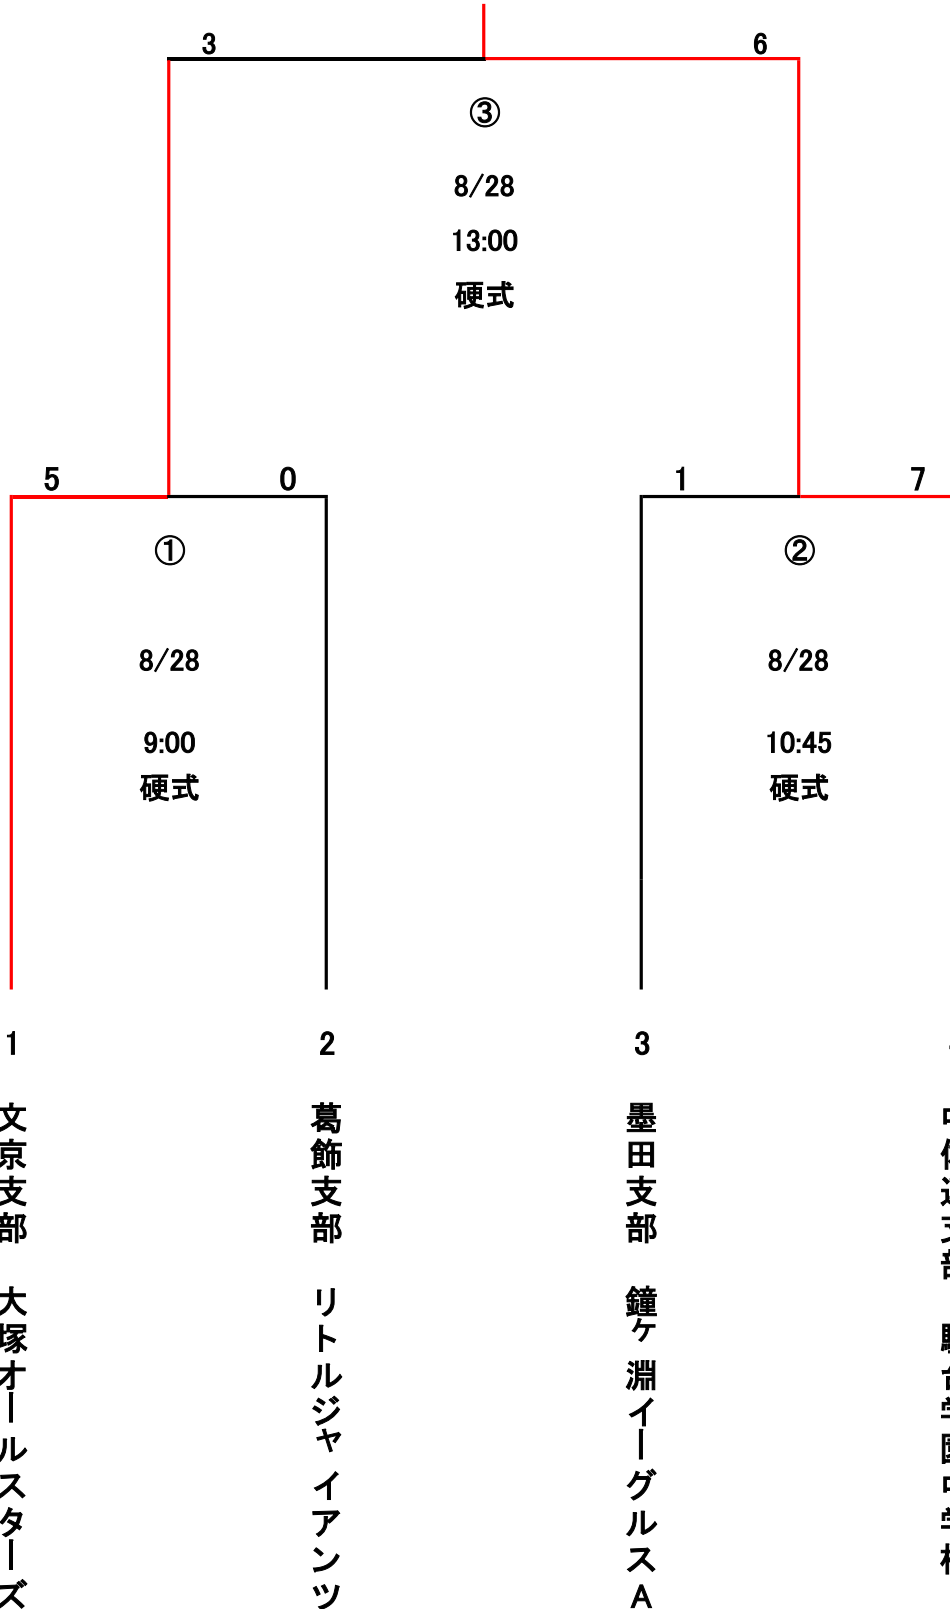 3 6
③
8/28
13:00
硬式
5 0 1 7
① ②
8/28 8/28
9:00 10:45
硬式 硬式
1 2 3
文京支部 大塚オールスターズ
葛飾支部 リトルジャイアンツ
墨田支部 鐘ヶ淵イーグルスA